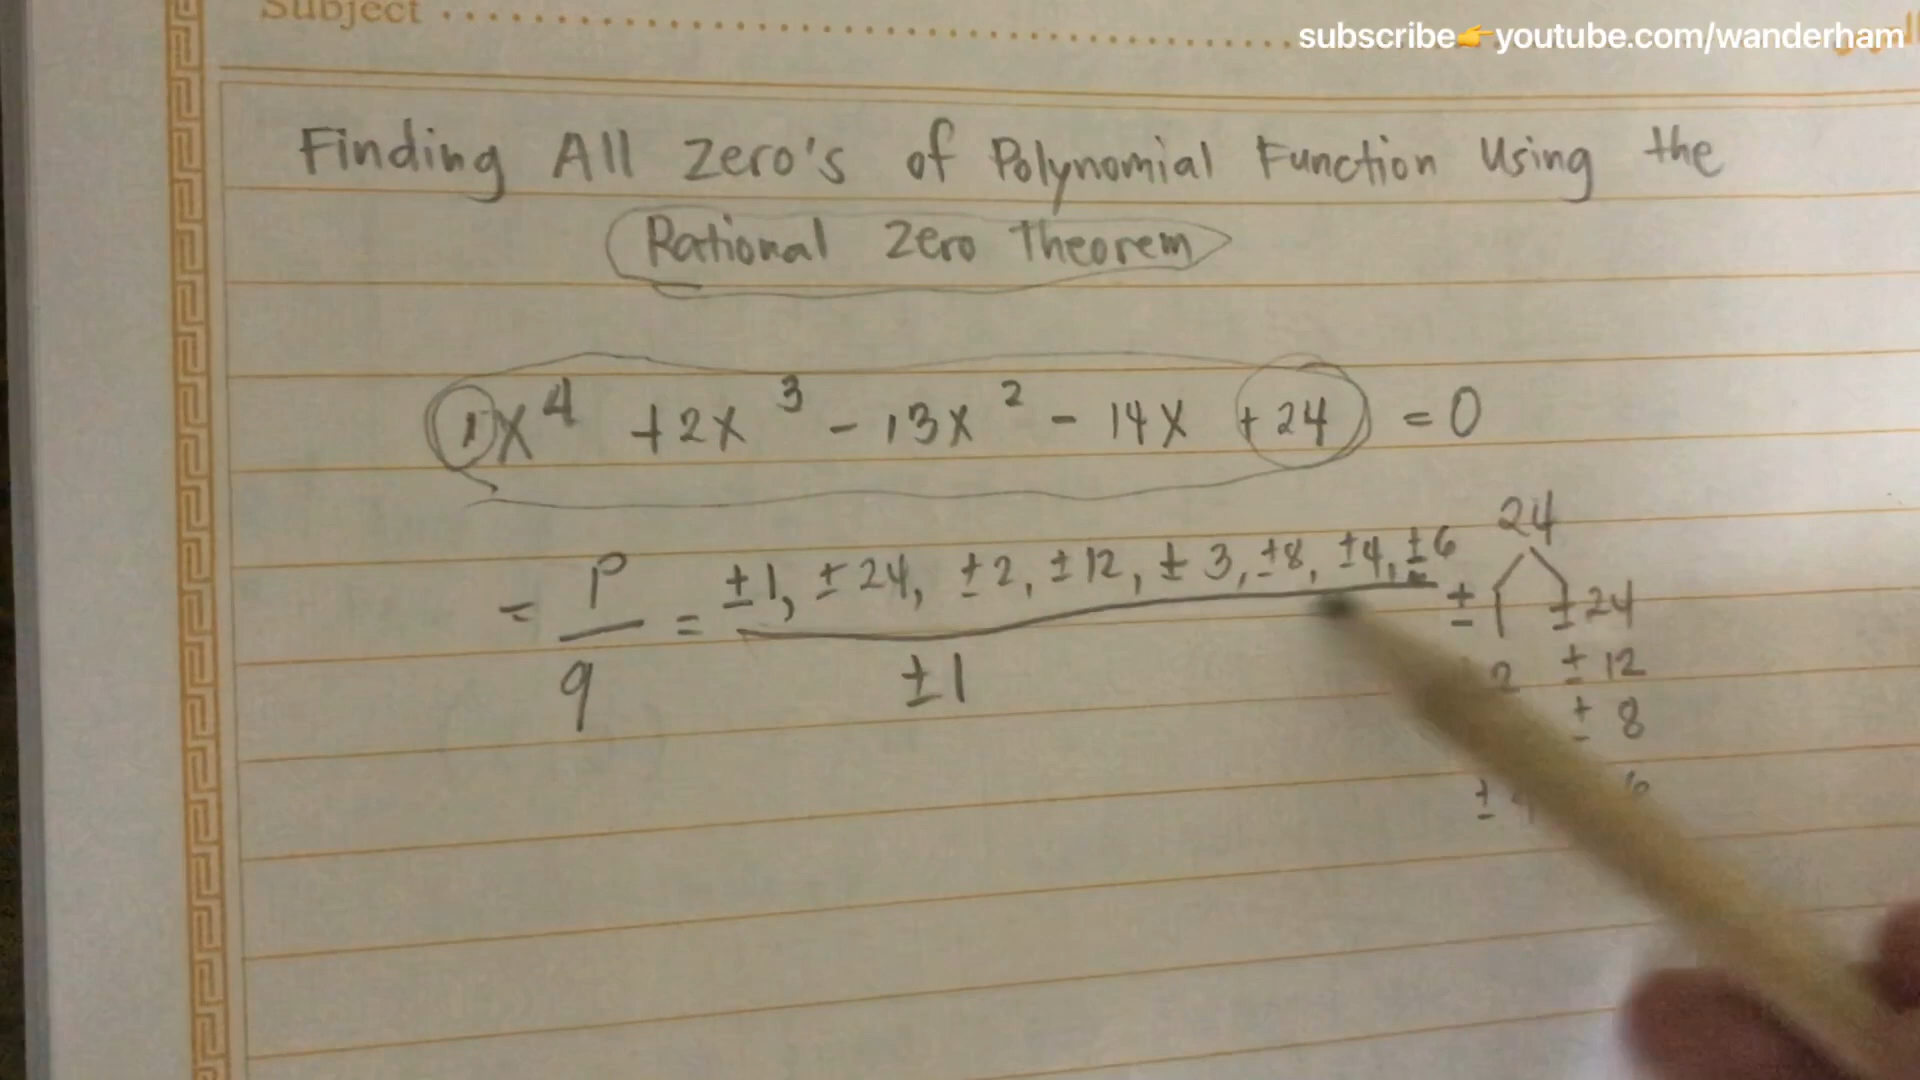 Subject
subscribe👉youtube.com/wanderham
Finding All Zero's of Polynomial Function Using the
Rational Zero Theorem
1x⁴ +2x³ - 13x² - 14x +24 = 0
= P/q = ±1, ±24, ±2, ±12, ±3, ±8, ±4, ±6 / ±1
24
±1 ±24
2 ±12
± 8
±